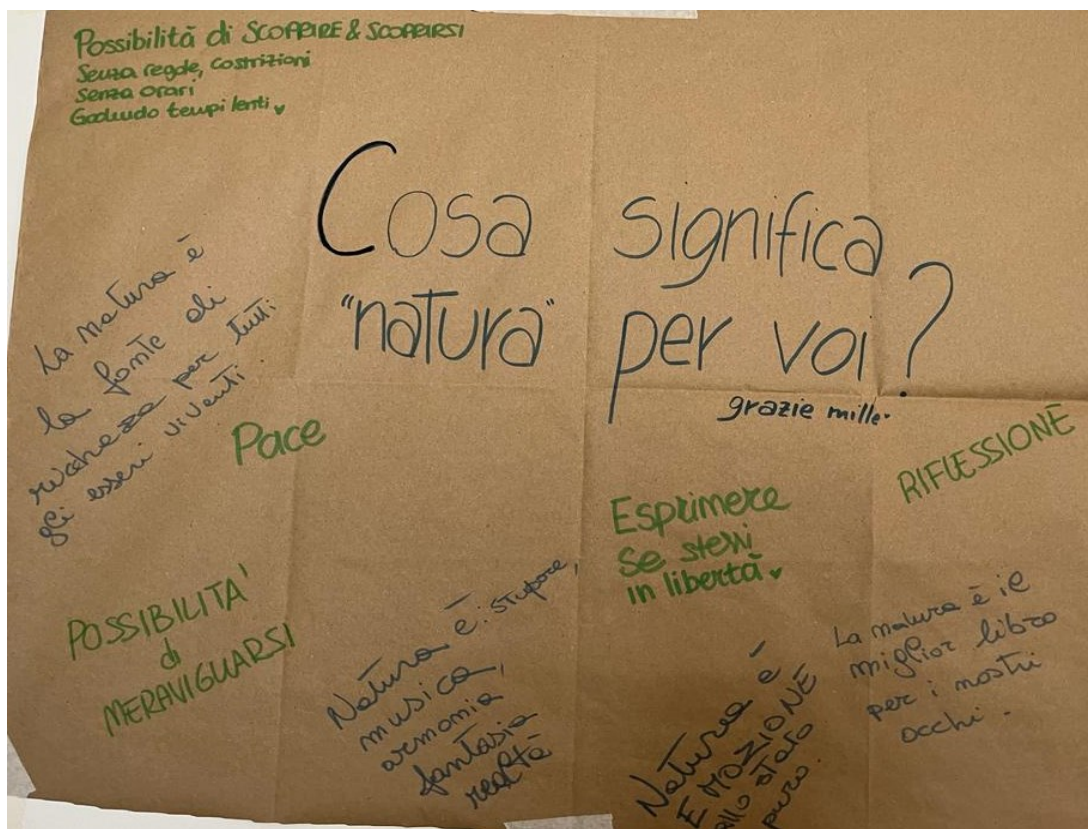 Possibilità di SCOPRIRE & SCOPRIRSI
Senza regole, costrizioni
Senza orari
Godendo tempi lenti
Cosa significa
"natura" per voi?
grazie mille
La natura è
la fonte di
ricchezza per tutti
gli esseri viventi
Pace
RIFLESSIONE
Esprimere
se stessi
in libertà
POSSIBILITA'
di
MERAVIGLIARSI
Natura è: stupore,
musica,
armonia
fantasia
realtà
Natura è
EMOZIONE
allo stato
puro.
La natura è il
miglior libro
per i nostri
occhi.